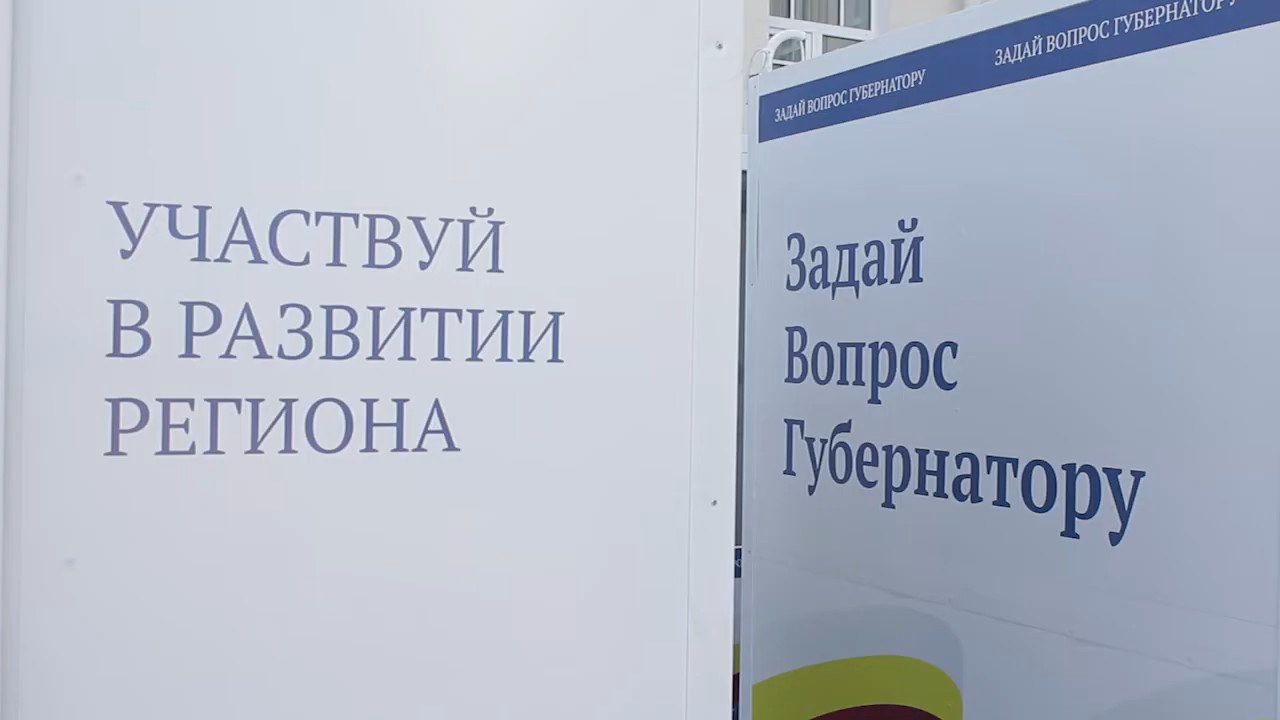 УЧАСТВУЙ
В РАЗВИТИИ
РЕГИОНА
ЗАДАЙ ВОПРОС ГУБЕРНАТОРУ
ЗАДАЙ ВОПРОС ГУБЕРНАТОРУ
Задай
Вопрос
Губернатору